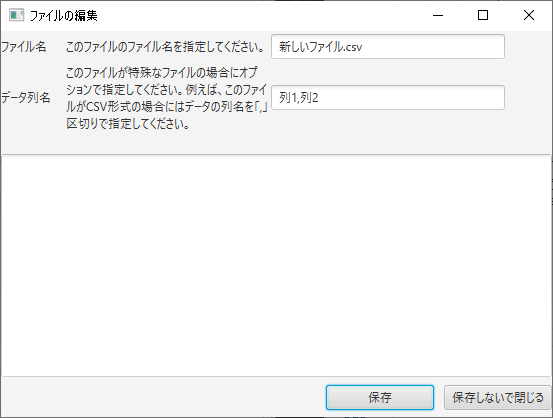 ファイルの編集
ファイル名 このファイルのファイル名を指定してください。 新しいファイル.csv
このファイルが特殊なファイルの場合にオプ
ションで指定してください。例えば、このファイ
データ列名 ルがCSV形式の場合にはデータの列名を「,」 列1,列2
区切りで指定してください。
保存 保存しないで閉じる